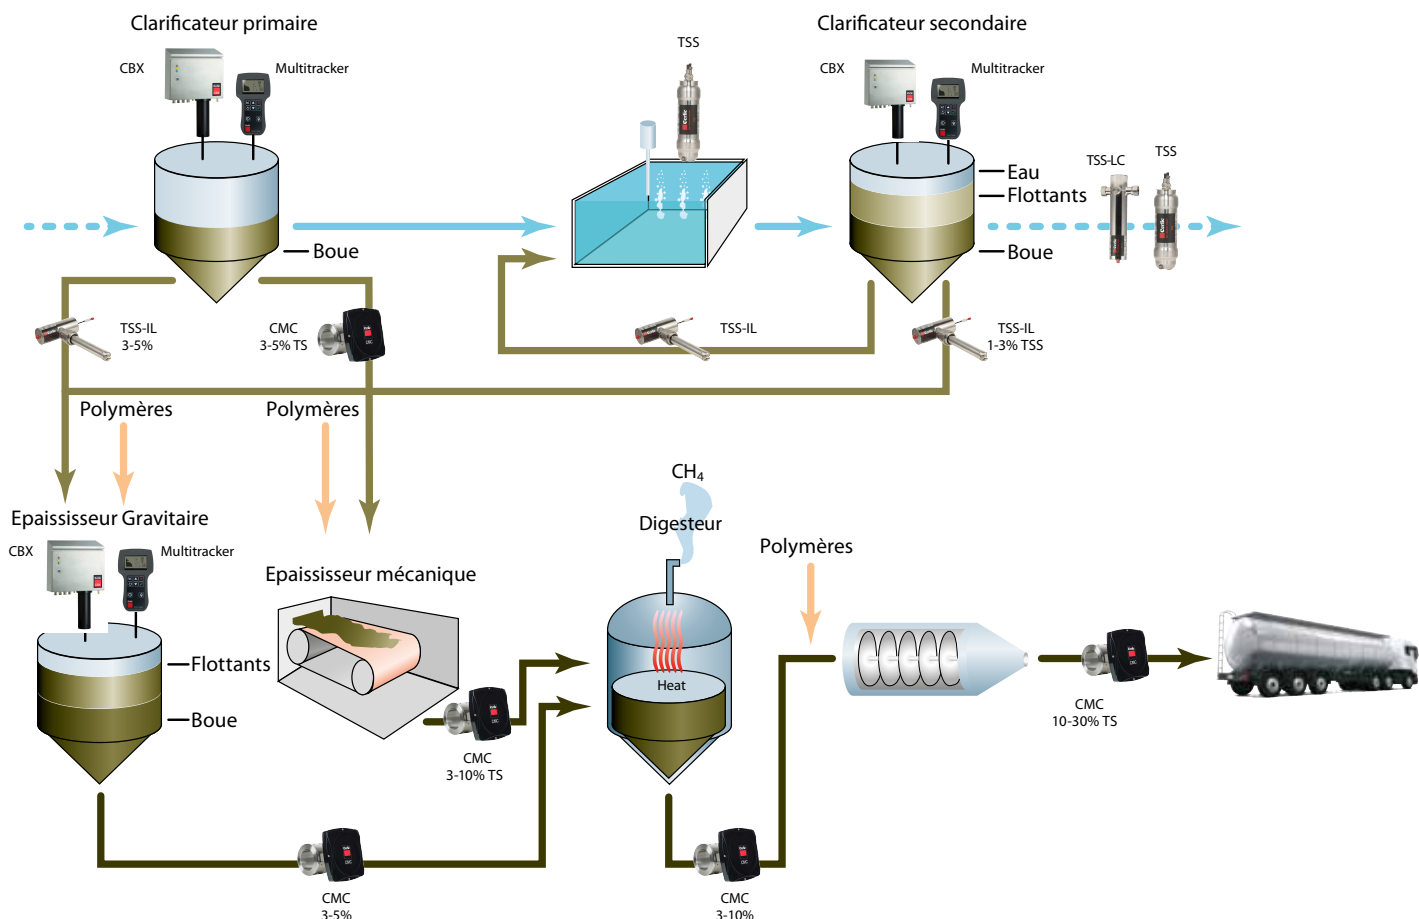 Clarificateur primaire
CBX
Multitracker
TSS
Clarificateur secondaire
CBX
Multitracker
TSS-LC
TSS
Eau
Flottants
Boue
Boue
TSS-IL
3-5%
CMC
3-5% TS
TSS-IL
TSS-IL
1-3% TSS
Polymères
Polymères
CH₄
Digesteur
Polymères
Epaississeur Gravitaire
CBX
Multitracker
Epaississeur mécanique
Flottants
Boue
Heat
CMC
3-10% TS
CMC
10-30% TS
CMC
3-5%
CMC
3-10%